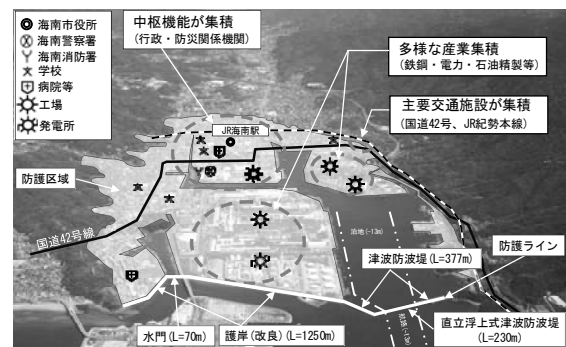 海南市役所
海南警察署
海南消防署
学校
病院等
工場
発電所
中枢機能が集積
(行政・防災関係機関)
多様な産業集積
(鉄鋼・電力・石油精製等)
主要交通施設が集積
(国道42号、JR紀勢本線)
JR海南駅
防護区域
国道42号線
泊地(-13m)
防護ライン
津波防波堤(L=377m)
航路(-13m)
水門(L=70m)
護岸(改良)(L=1250m)
直立浮上式津波防波堤
(L=230m)